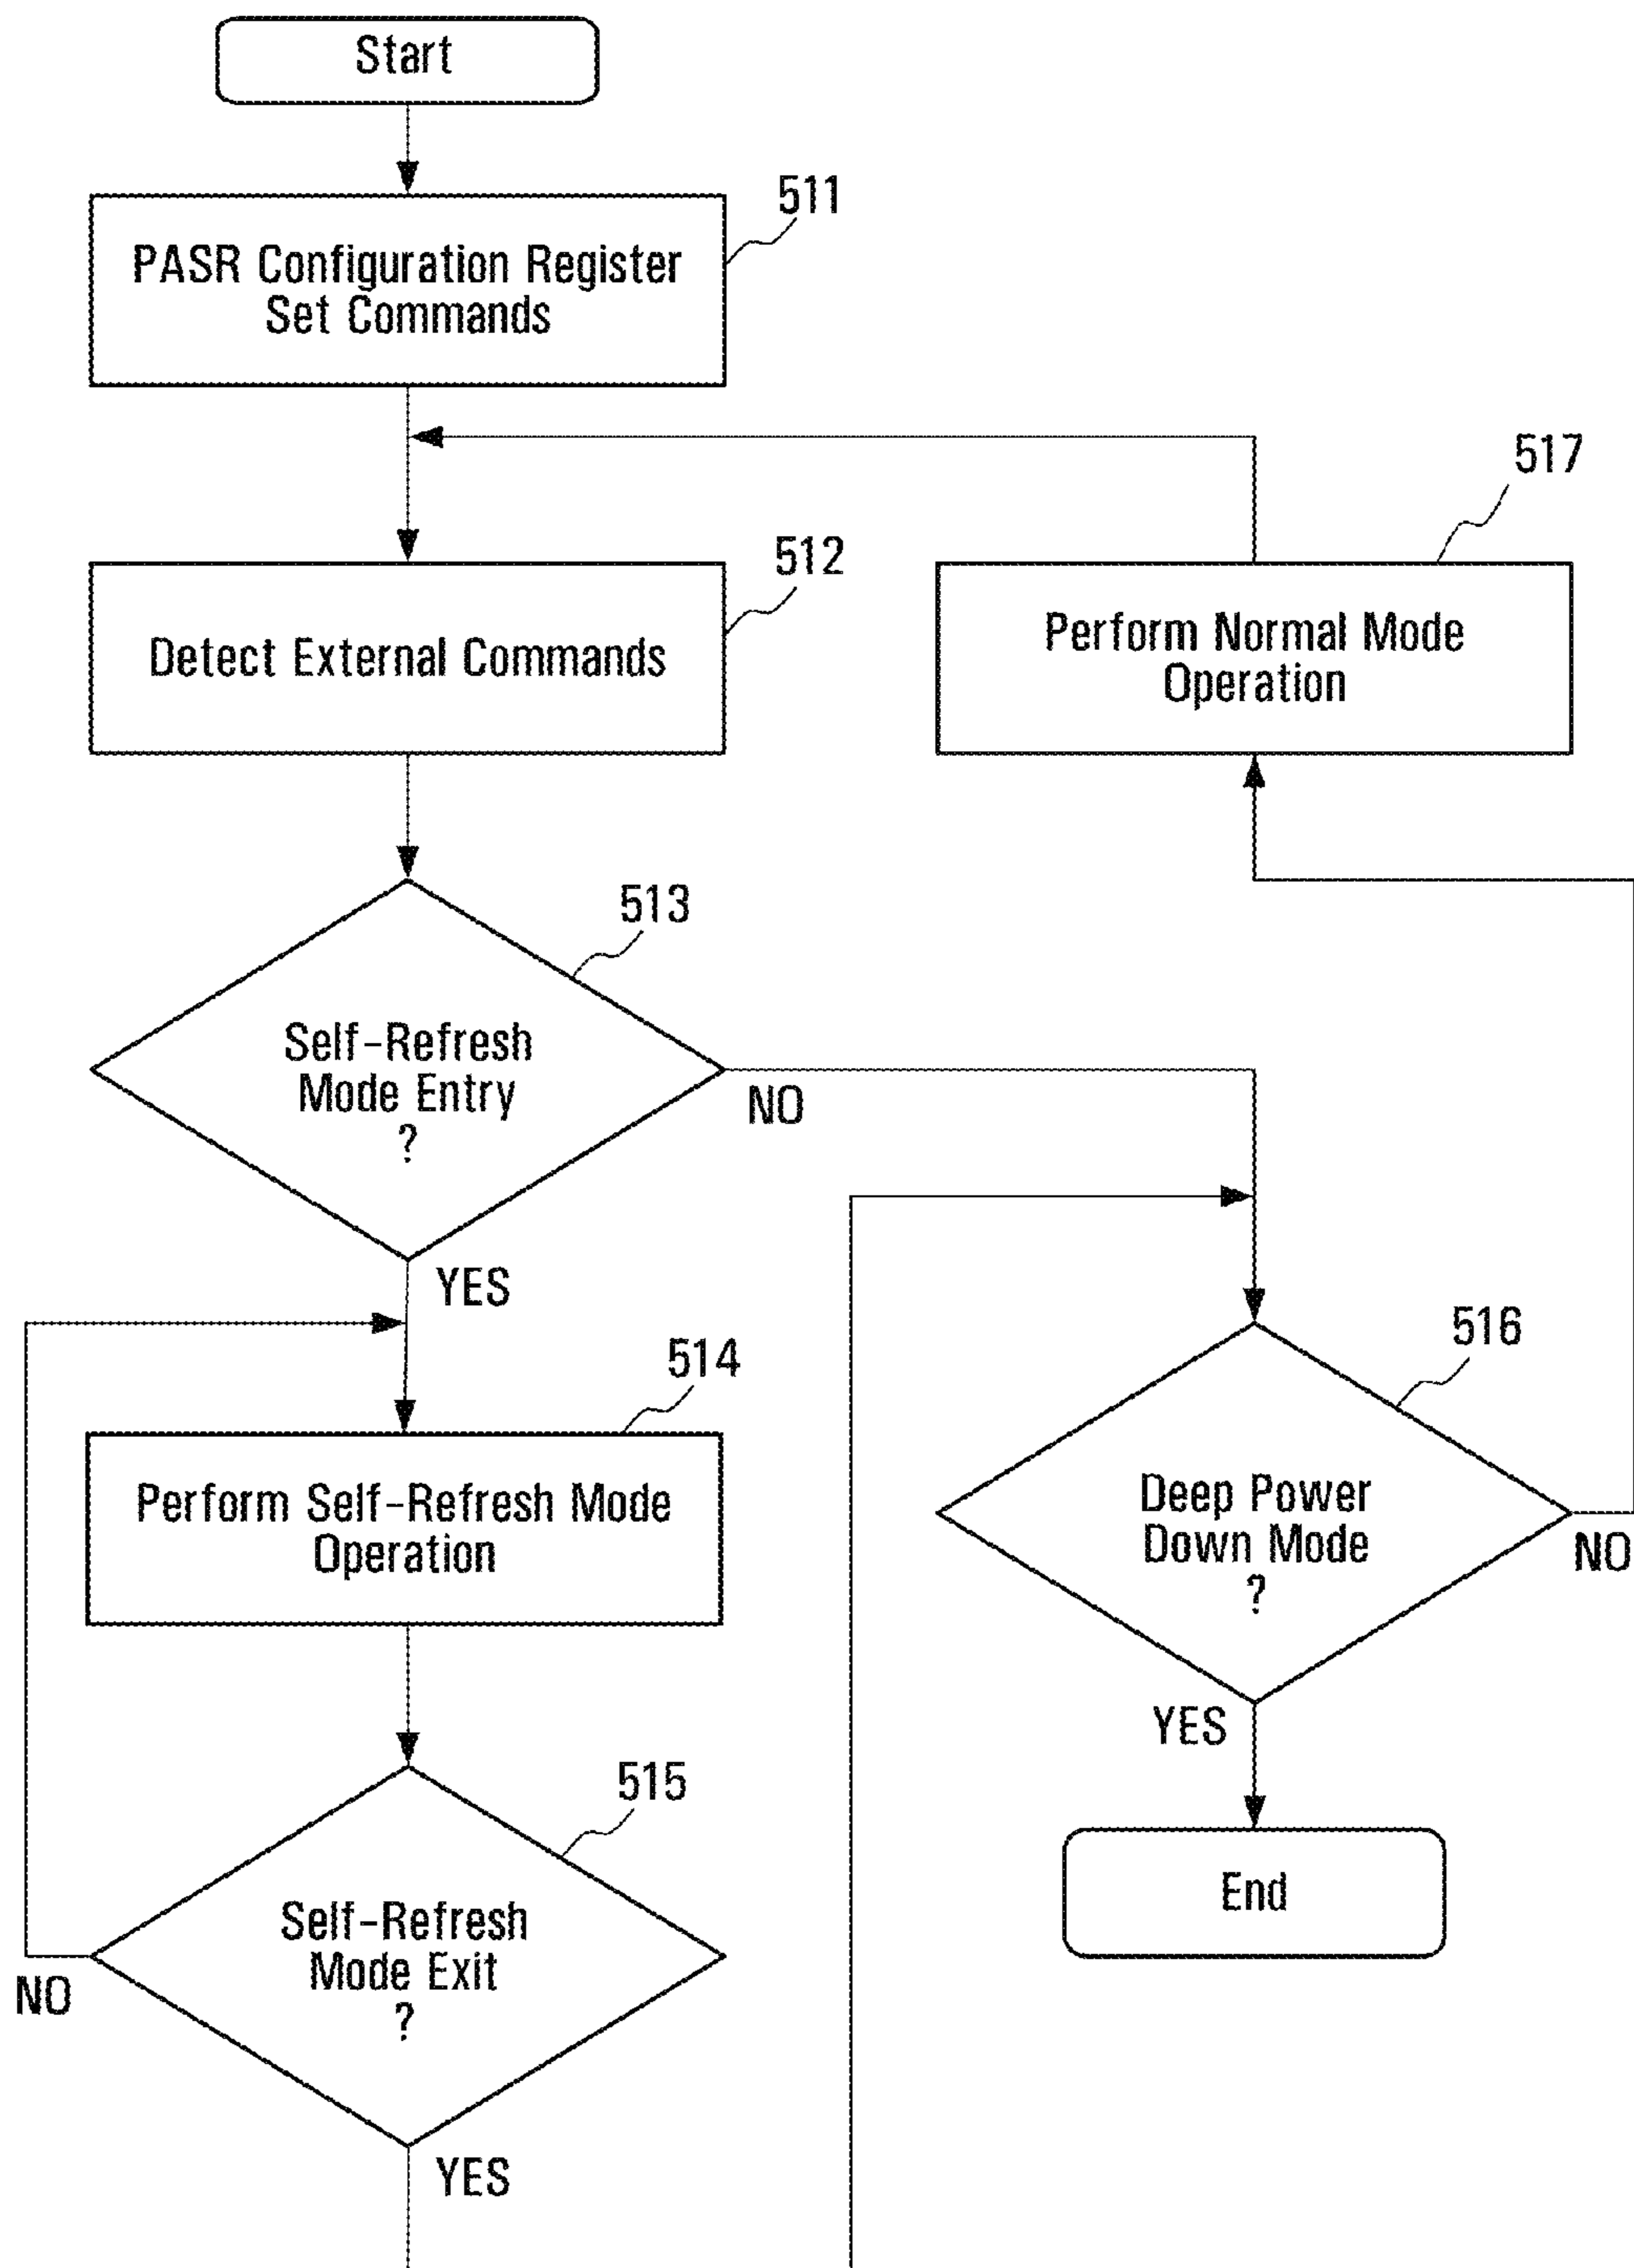 Start
511
PASR Configuration Register
Set Commands
517
512
Detect External Commands
Perform Normal Mode
Operation
513
Self-Refresh
Mode Entry
?
NO
YES
514
Perform Self-Refresh Mode
Operation
516
Deep Power
Down Mode
?
NO
YES
515
Self-Refresh
Mode Exit
?
NO
YES
End